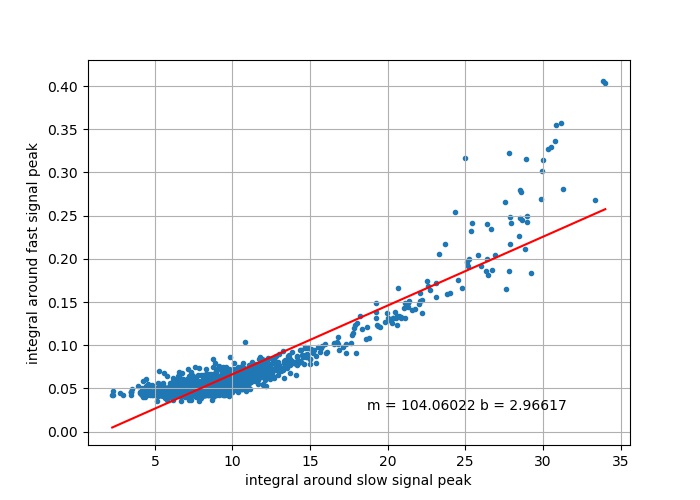 0.40
0.35
0.30
0.25
0.20
0.15
0.10
0.05
0.00
integral around fast signal peak
m = 104.06022 b = 2.96617
5 10 15 20 25 30 35
integral around slow signal peak